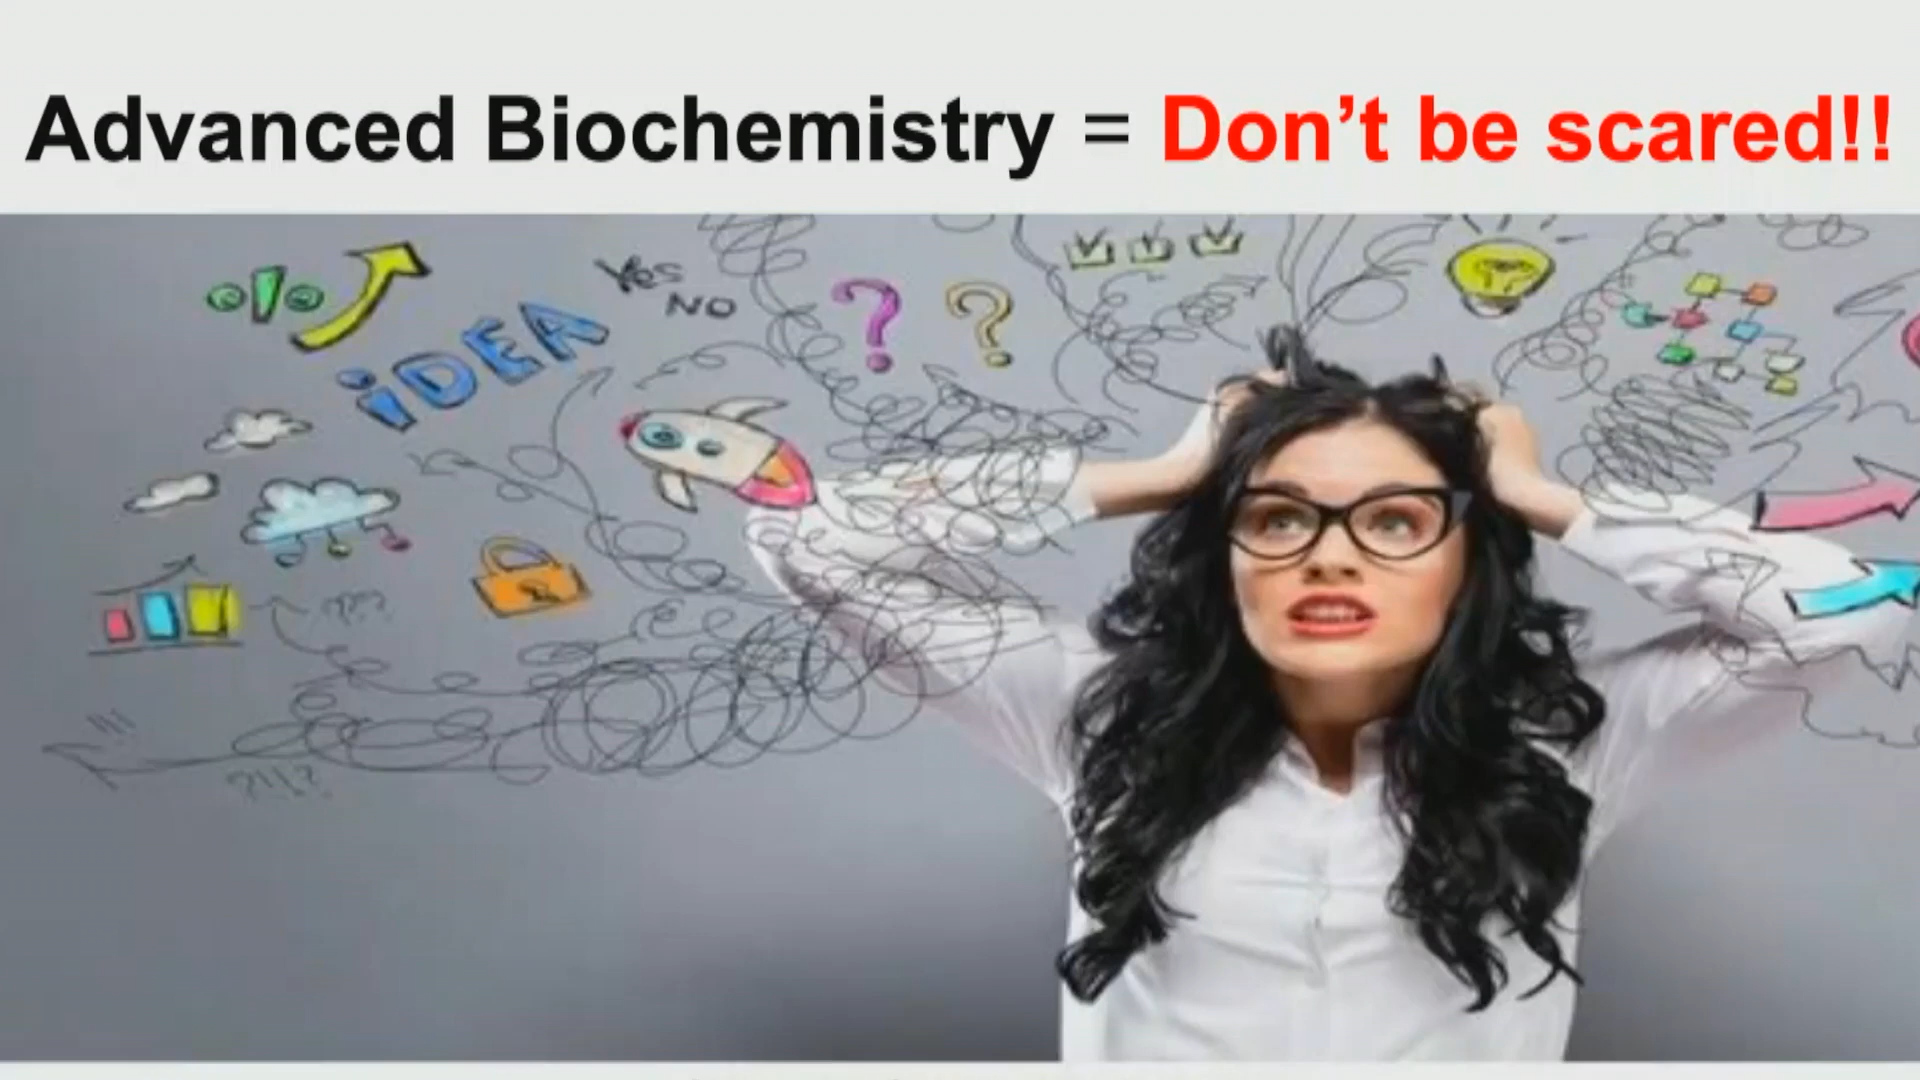 Advanced Biochemistry = Don’t be scared!!
Yes
NO
IDEA
? ?
???
!!!
?!!?